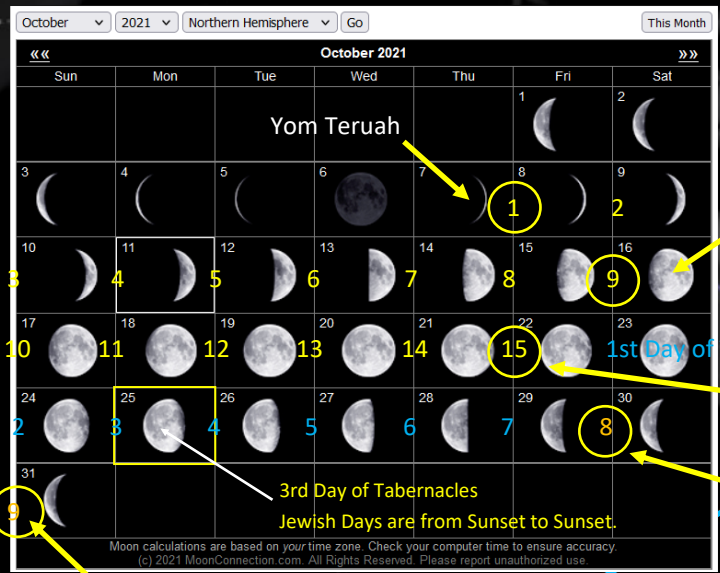 October 2021 Northern Hemisphere Go This Month
«« October 2021 »»
Sun Mon Tue Wed Thu Fri Sat
1 2
Yom Teruah
3 4 5 6 7 8 9
1 2
10 11 12 13 14 15 16
3 4 5 6 7 8 9
17 18 19 20 21 22 23
10 11 12 13 14 15 1st Day of
24 25 26 27 28 29 30
2 3 4 5 6 7 8
31
9
3rd Day of Tabernacles
Jewish Days are from Sunset to Sunset.
Moon calculations are based on your time zone. Check your computer time to ensure accuracy.
(c) 2021 MoonConnection.com. All Rights Reserved. Please report unauthorized use.